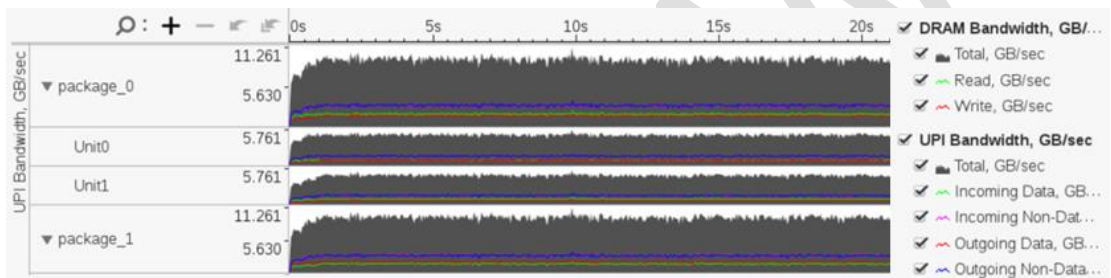 0s 5s 10s 15s 20s
UPI Bandwidth, GB/sec
package_0
11.261
5.630
Unit0
5.761
Unit1
5.761
package_1
11.261
5.630
DRAM Bandwidth, GB/...
Total, GB/sec
Read, GB/sec
Write, GB/sec
UPI Bandwidth, GB/sec
Total, GB/sec
Incoming Data, GB...
Incoming Non-Dat...
Outgoing Data, GB...
Outgoing Non-Data...